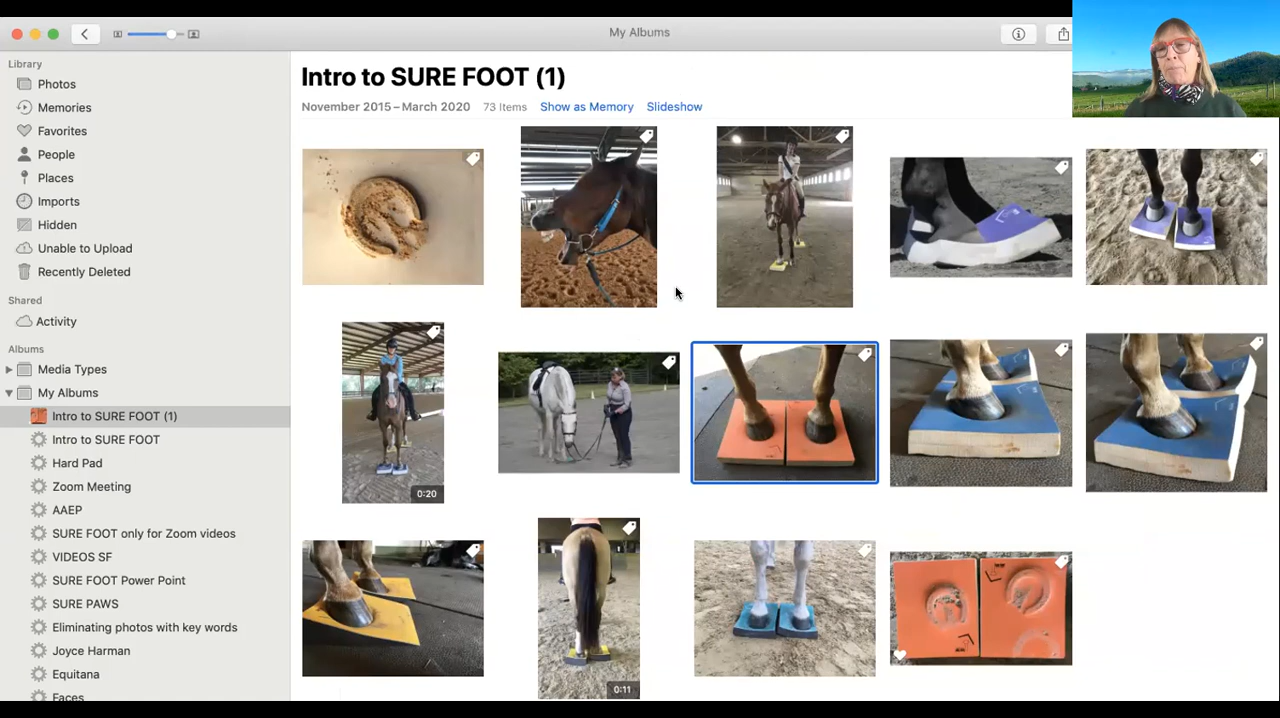 My Albums
Library
Photos
Memories
Favorites
People
Places
Imports
Hidden
Unable to Upload
Recently Deleted
Shared
Activity
Albums
Media Types
My Albums
Intro to SURE FOOT (1)
Intro to SURE FOOT
Hard Pad
Zoom Meeting
AAEP
SURE FOOT only for Zoom videos
VIDEOS SF
SURE FOOT Power Point
SURE PAWS
Eliminating photos with key words
Joyce Harman
Equitana
Faces
Intro to SURE FOOT (1)
November 2015 – March 2020 73 Items Show as Memory Slideshow
0:20
0:11